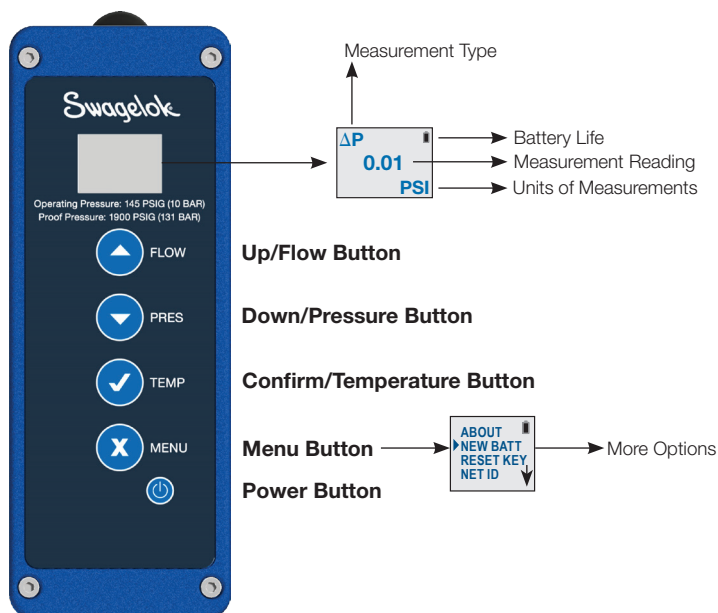 Measurement Type
Swagelok
ΔP
0.01
PSI
Battery Life
Measurement Reading
Units of Measurements
Operating Pressure: 145 PSIG (10 BAR)
Proof Pressure: 1900 PSIG (131 BAR)
FLOW
Up/Flow Button
PRES
Down/Pressure Button
TEMP
Confirm/Temperature Button
X
MENU
Menu Button
ABOUT
NEW BATT
RESET KEY
NET ID
More Options
Power Button